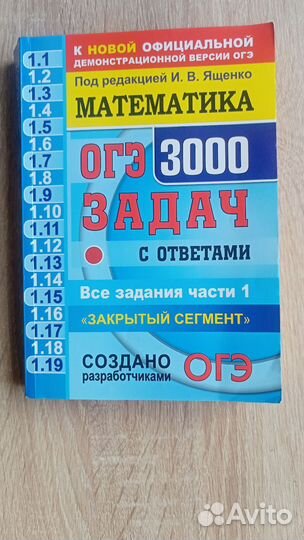 К НОВОЙ ОФИЦИАЛЬНОЙ
ДЕМОНСТРАЦИОННОЙ ВЕРСИИ ОГЭ
Под редакцией И. В. Ященко
МАТЕМАТИКА
ОГЭ 3000
ЗАДАЧ
С ОТВЕТАМИ
Все задания части 1
«ЗАКРЫТЫЙ СЕГМЕНТ»
СОЗДАНО
разработчиками
ОГЭ
1.1
1.2
1.3
1.4
1.5
1.6
1.7
1.8
1.9
1.10
1.11
1.12
1.13
1.14
1.15
1.16
1.17
1.18
1.19
Avito